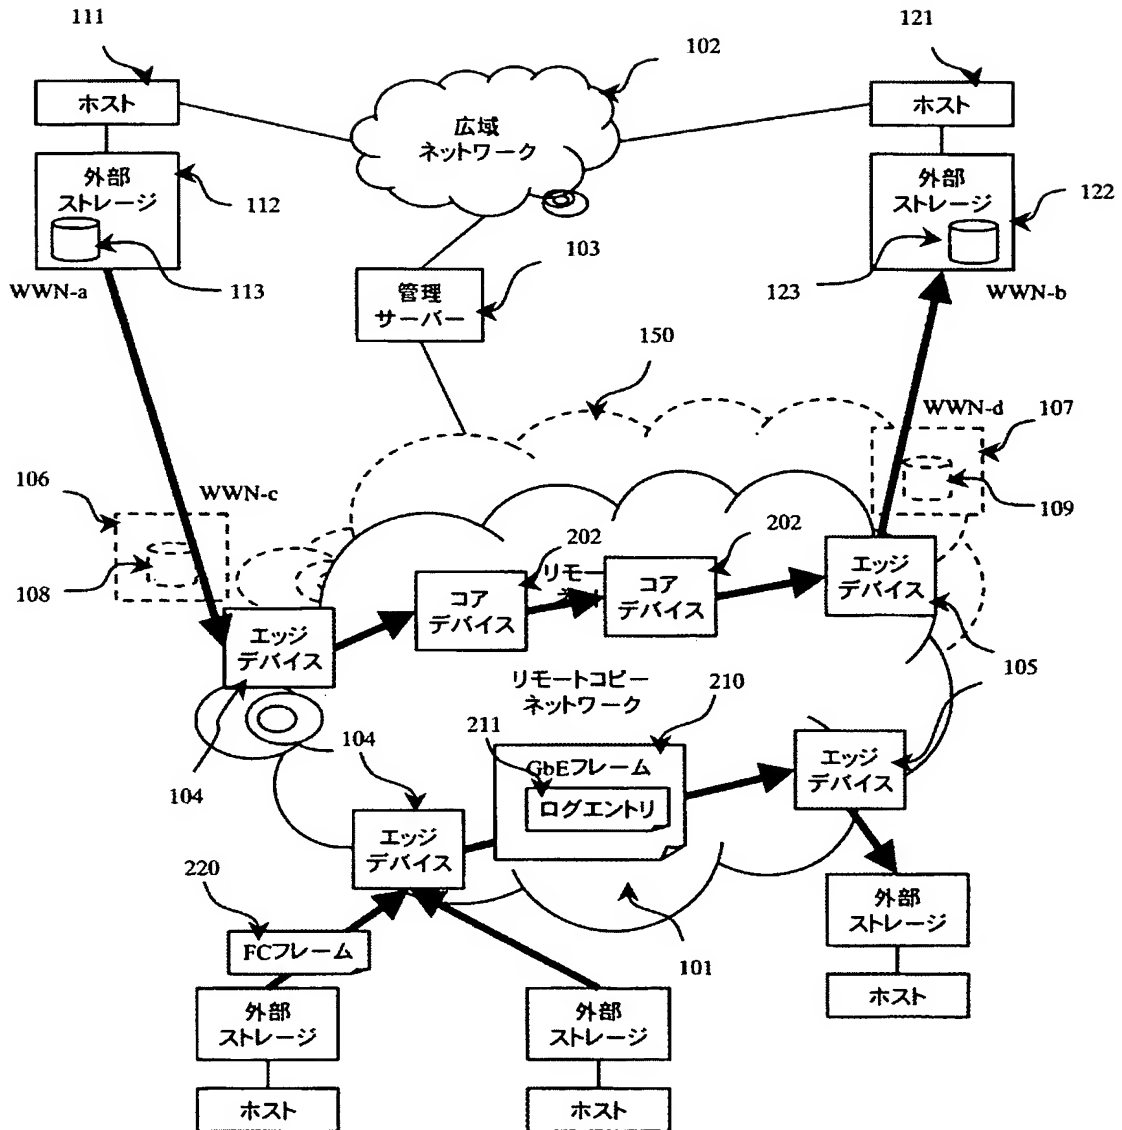 111
102
121
ホスト
広域
ネットワーク
ホスト
外部
ストレージ
112
外部
ストレージ
122
103
113
123
WWN-a
WWN-b
管理
サーバー
150
WWN-d
107
106
WWN-c
109
108
202
202
リモー
コア
デバイス
コア
デバイス
エッジ
デバイス
エッジ
デバイス
105
リモートコピー
ネットワーク
210
211
104
104
GbEフレーム
ログエントリ
エッジ
デバイス
エッジ
デバイス
220
FCフレーム
101
外部
ストレージ
ホスト
外部
ストレージ
外部
ストレージ
ホスト
ホスト